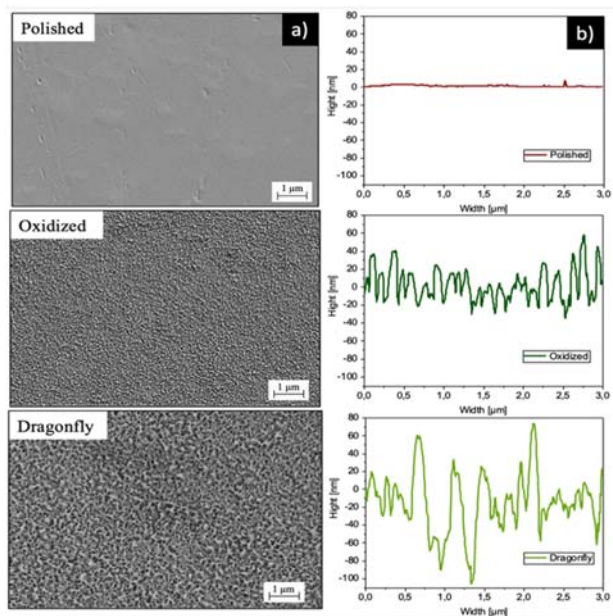 Polished
a)
1 µm
Oxidized
1 µm
Dragonfly
1 µm
b)
Hight [nm]
80
60
40
20
0
-20
-40
-60
-80
-100
Polished
0,0 0,5 1,0 1,5 2,0 2,5 3,0
Width [µm]
Hight [nm]
80
60
40
20
0
-20
-40
-60
-80
-100
Oxidized
0,0 0,5 1,0 1,5 2,0 2,5 3,0
Width [µm]
Hight [nm]
80
60
40
20
0
-20
-40
-60
-80
-100
Dragonfly
0,0 0,5 1,0 1,5 2,0 2,5 3,0
Width [µm]